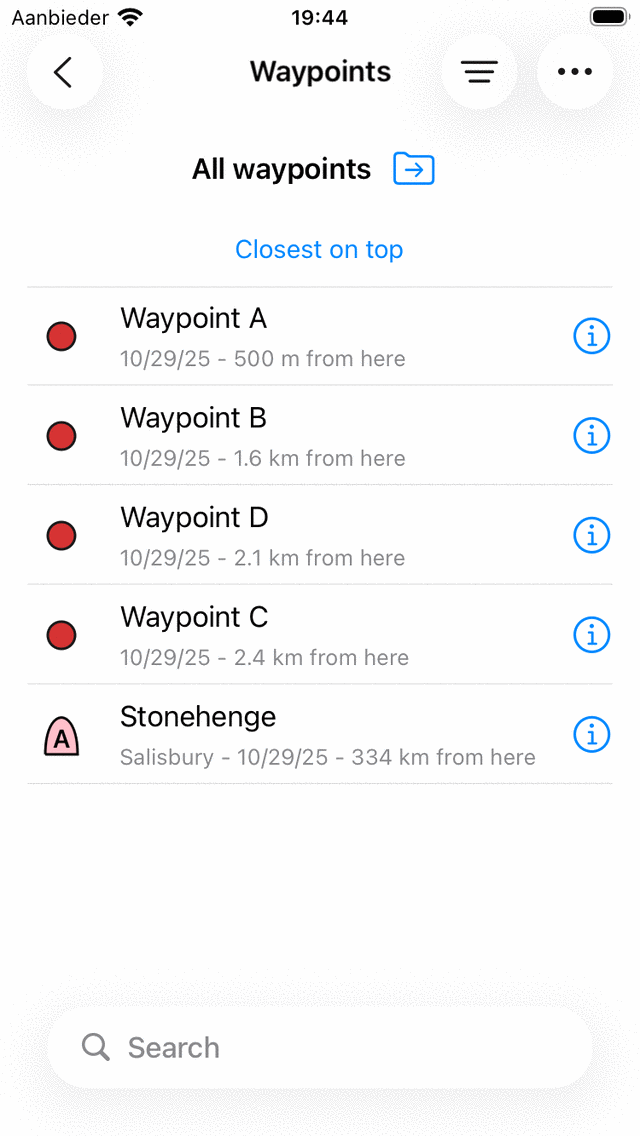 Aanbieder 19:44
Waypoints
All waypoints
Closest on top
Waypoint A
10/29/25 - 500 m from here
Waypoint B
10/29/25 - 1.6 km from here
Waypoint D
10/29/25 - 2.1 km from here
Waypoint C
10/29/25 - 2.4 km from here
A
Stonehenge
Salisbury - 10/29/25 - 334 km from here
Search